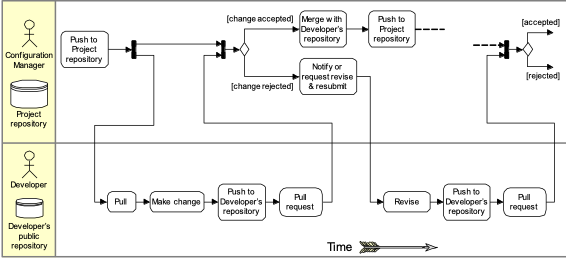 Configuration
Manager
Project
repository
Push to
Project
repository
[change accepted]
[change rejected]
Merge with
Developer's
repository
Push to
Project
repository
Notify or
request revise
& resubmit
[accepted]
[rejected]
Developer
Developer's
public
repository
Pull
Make change
Push to
Developer's
repository
Pull
request
Revise
Push to
Developer's
repository
Pull
request
Time